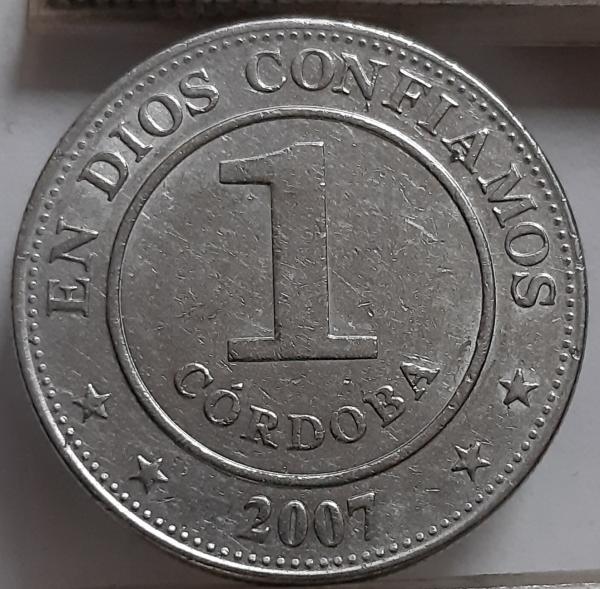 EN DIOS CONFIAMOS
1
CÓRDOBA
2007